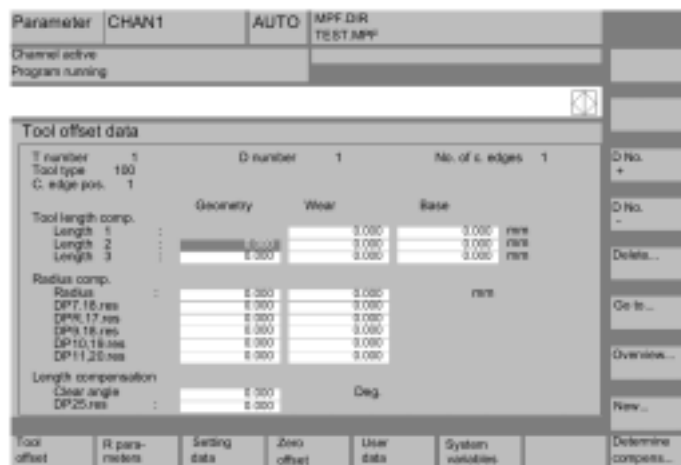 Parameter CHAN1 AUTO MPF.DIR
TEST.MPF
Channel active
Program running
Tool offset data
T number 1 D number 1 No. of c. edges 1
Tool type 100
C. edge pos. 1
Geometry Wear Base
Tool length comp.
Length 1 : 0.000 0.000 mm
Length 2 : 0.000 0.000 0.000 mm
Length 3 : 0.000 0.000 0.000 mm
Radius comp.
Radius : 0.000 0.000 mm
DP7,16.res 0.000 0.000
DP8,17.res 0.000 0.000
DP9,18.res 0.000 0.000
DP10,19.res 0.000 0.000
DP11,20.res 0.000 0.000
Length compensation
Clear angle 0.000 Deg.
DP25.res : 0.000
D No.
+
D No.
-
Delete...
Go to...
Overview...
New...
Determine
compens...
Tool
offset
R para-
meters
Setting
data
Zero
offset
User
data
System
variables